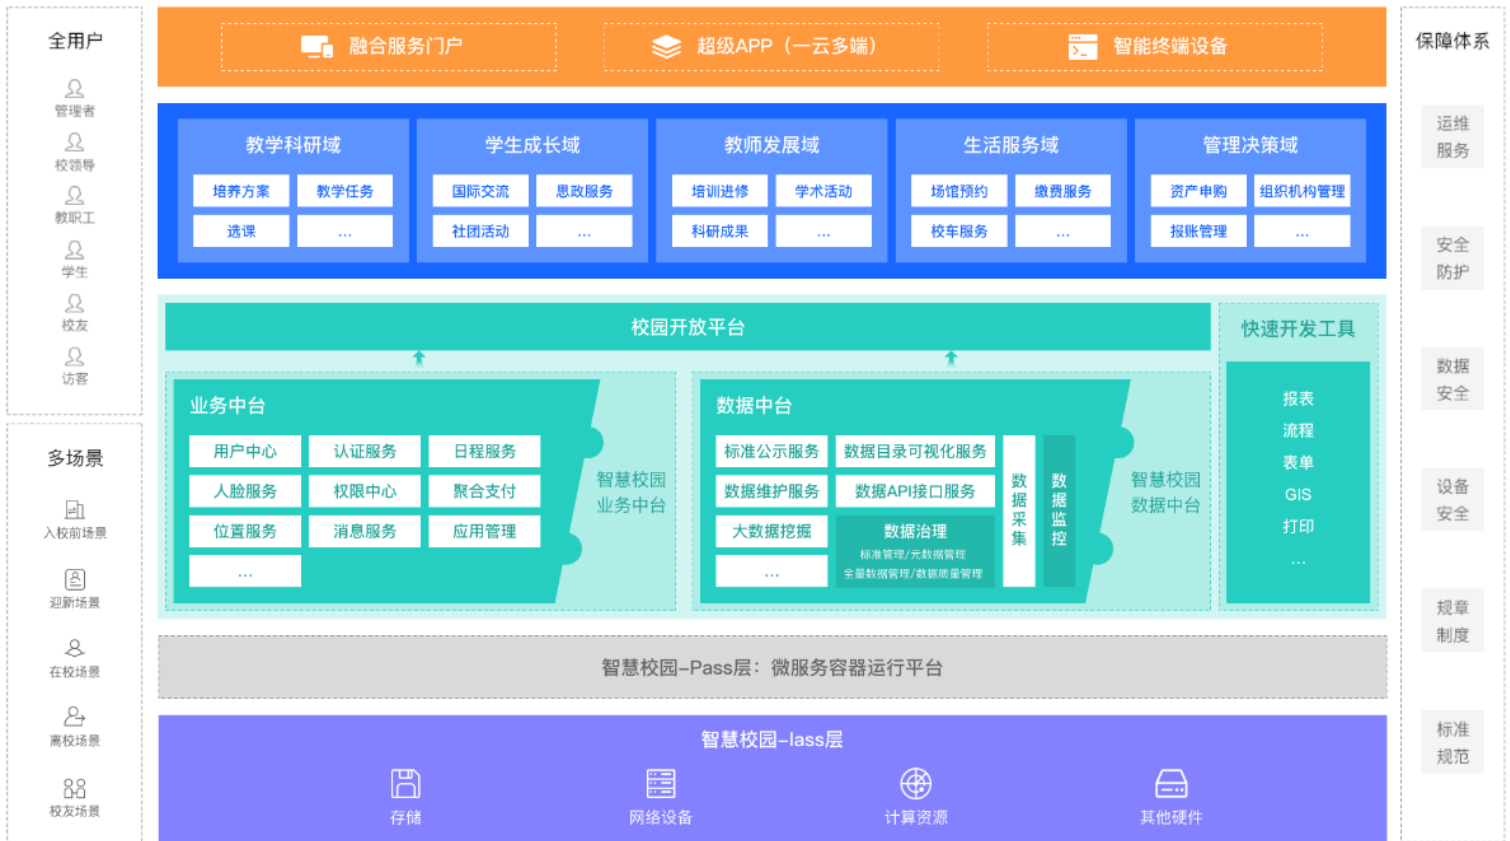 全用户
管理者
校领导
教职工
学生
校友
访客
多场景
入校前场景
迎新场景
在校场景
离校场景
校友场景
融合服务门户
超级APP（一云多端）
智能终端设备
教学科研域
培养方案
教学任务
选课
...
学生成长域
国际交流
思政服务
社团活动
...
教师发展域
培训进修
学术活动
科研成果
...
生活服务域
场馆预约
缴费服务
校车服务
...
管理决策域
资产申购
组织机构管理
报账管理
...
校园开放平台
业务中台
用户中心
认证服务
日程服务
人脸服务
权限中心
聚合支付
位置服务
消息服务
应用管理
...
智慧校园
业务中台
数据中台
标准公示服务
数据目录可视化服务
数据维护服务
数据API接口服务
大数据挖掘
...
数据治理
标准管理/元数据管理
全量数据管理/数据质量管理
数据采集
数据监控
智慧校园
数据中台
快速开发工具
报表
流程
表单
GIS
打印
...
智慧校园-Pass层：微服务容器运行平台
智慧校园-lass层
存储
网络设备
计算资源
其他硬件
保障体系
运维
服务
安全
防护
数据
安全
设备
安全
规章
制度
标准
规范